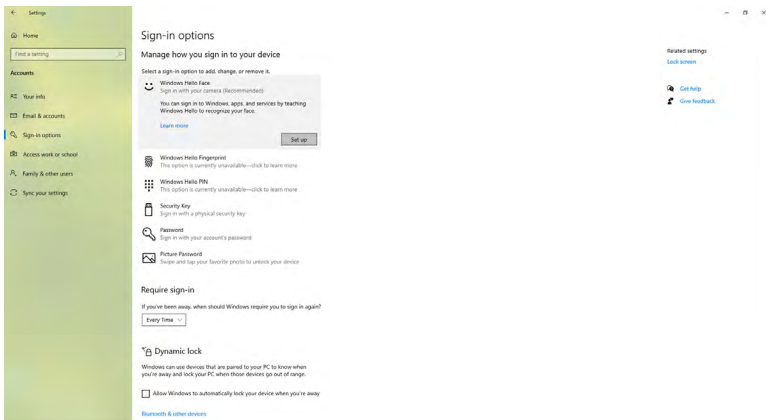 Settings
Home
Find a setting
Accounts
Your info
Email & accounts
Sign-in options
Access work or school
Family & other users
Sync your settings
Sign-in options
Manage how you sign in to your device
Select a sign-in option to add, change, or remove it.
Windows Hello Face
Sign in with your camera (Recommended)
You can sign in to Windows, apps, and services by teaching
Windows Hello to recognize your face.
Learn more
Set up
Windows Hello Fingerprint
This option is currently unavailable—click to learn more
Windows Hello PIN
This option is currently unavailable—click to learn more
Security Key
Sign in with a physical security key
Password
Sign in with your account's password
Picture Password
Swipe and tap your favorite photo to unlock your device
Require sign-in
If you've been away, when should Windows require you to sign in again?
Every Time
Dynamic lock
Windows can use devices that are paired to your PC to know when
you're away and lock your PC when those devices go out of range.
Allow Windows to automatically lock your device when you're away
Bluetooth & other devices
Related settings
Lock screen
Get help
Give feedback